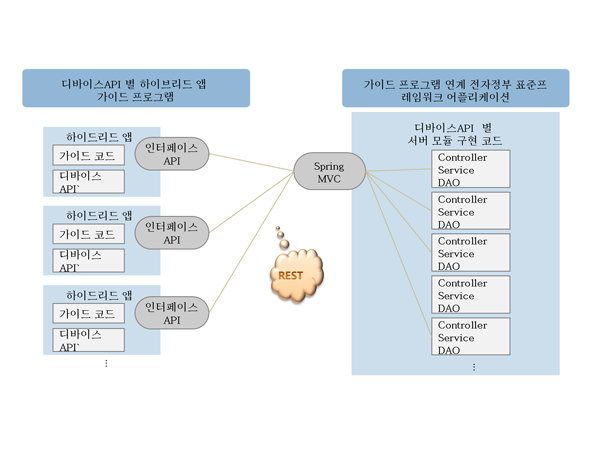 디바이스API 별 하이브리드 앱
가이드 프로그램
가이드 프로그램 연계 전자정부 표준프
레임워크 어플리케이션
하이드리드 앱
가이드 코드
디바이스
API`
인터페이스
API
하이드리드 앱
가이드 코드
디바이스
API`
인터페이스
API
하이드리드 앱
가이드 코드
디바이스
API`
인터페이스
API
⋮
Spring
MVC
REST
디바이스API 별
서버 모듈 구현 코드
Controller
Service
DAO
Controller
Service
DAO
Controller
Service
DAO
Controller
Service
DAO
Controller
Service
DAO
⋮